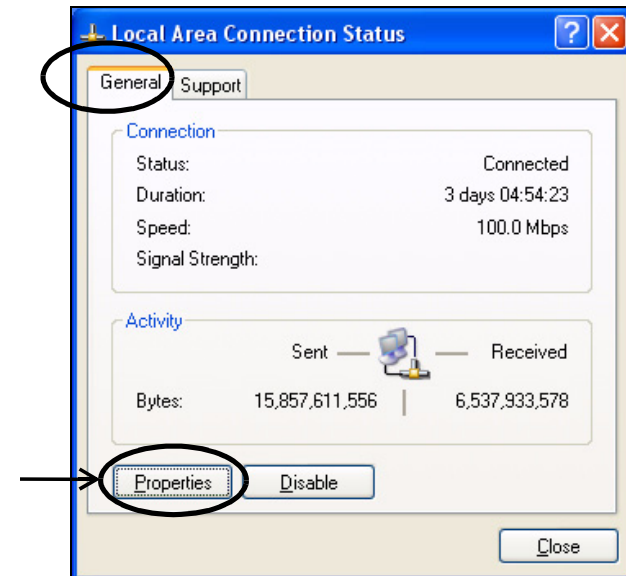 Local Area Connection Status
General Support
Connection
Status: Connected
Duration: 3 days 04:54:23
Speed: 100.0 Mbps
Signal Strength:
Activity
Sent Received
Bytes: 15,857,611,556 6,537,933,578
Properties Disable
Close